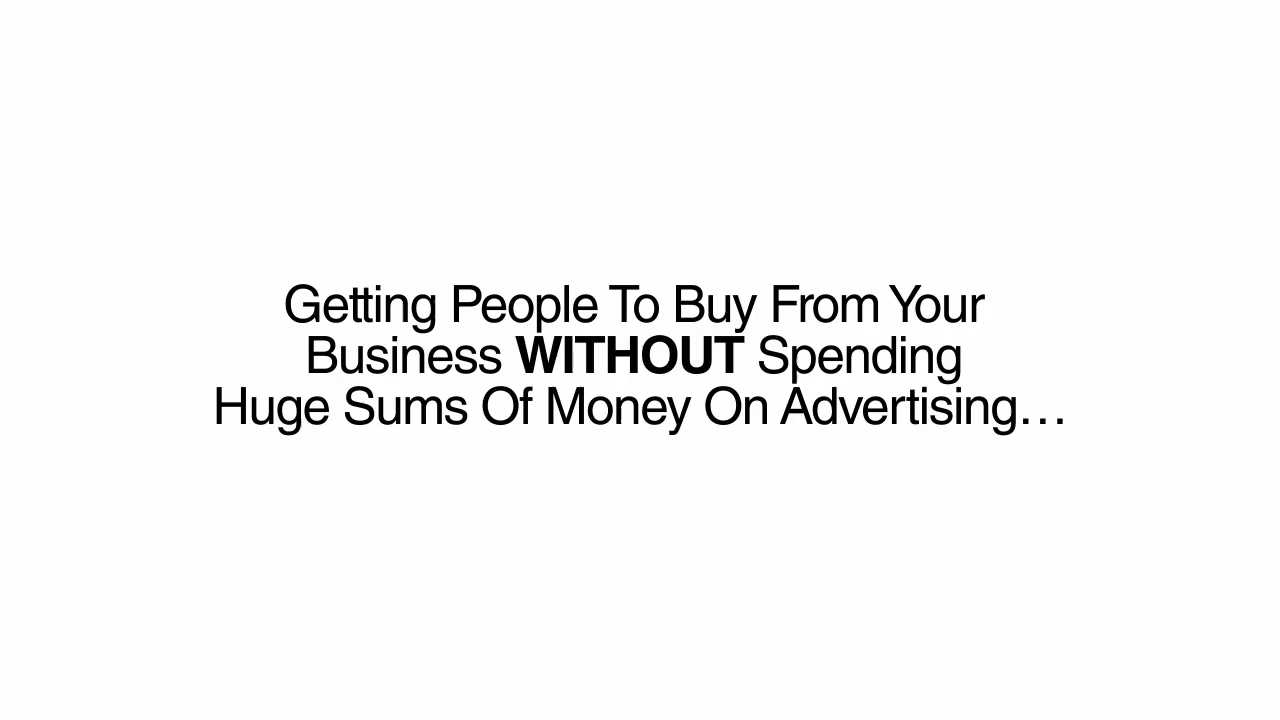 Getting People To Buy From Your
Business WITHOUT Spending
Huge Sums Of Money On Advertising…